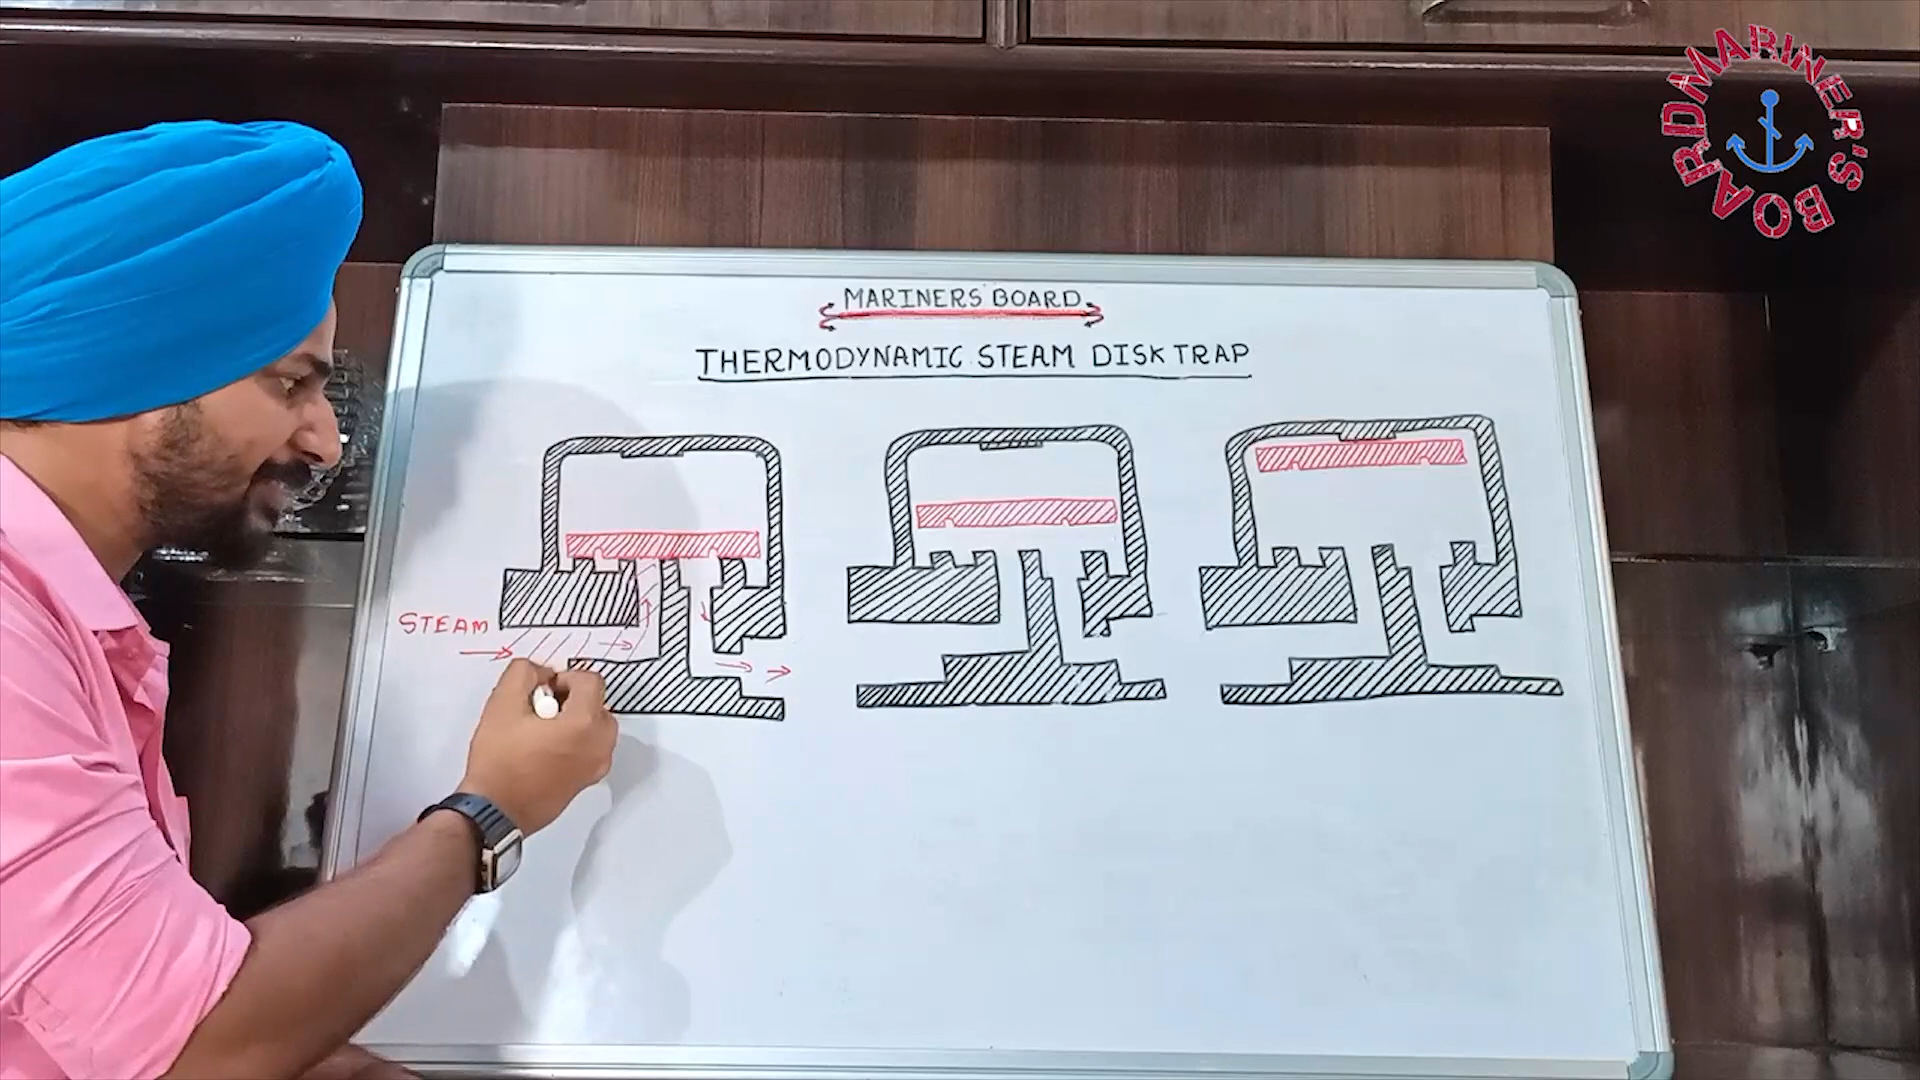 MARINER'S BOARD
MARINERS BOARD
THERMODYNAMIC STEAM DISK TRAP
STEAM